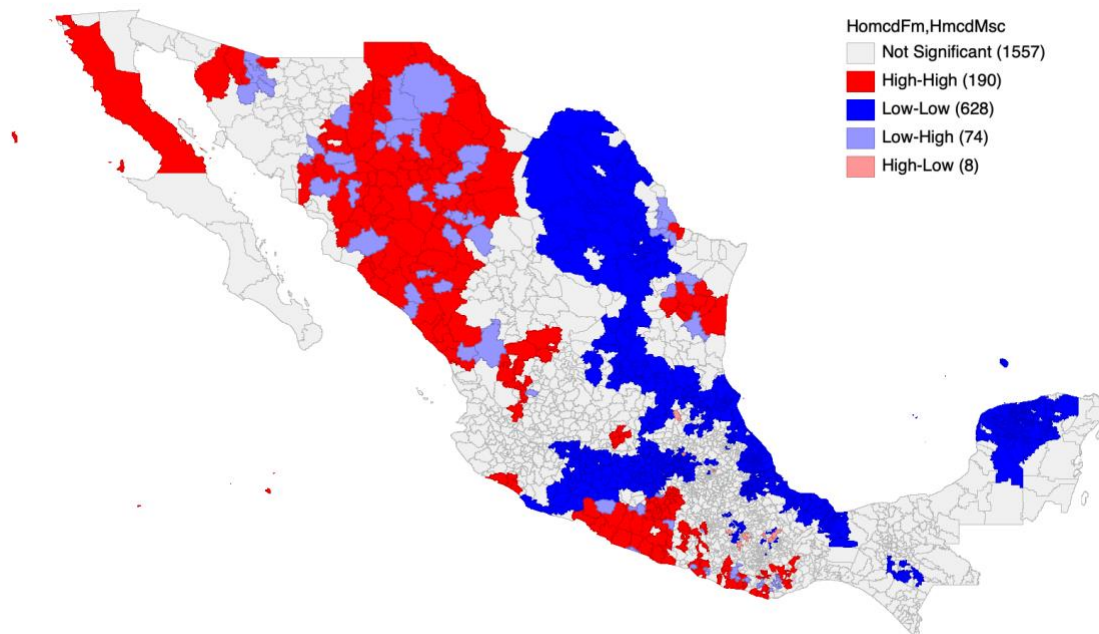 HomcdFm,HmcdMsc
Not Significant (1557)
High-High (190)
Low-Low (628)
Low-High (74)
High-Low (8)